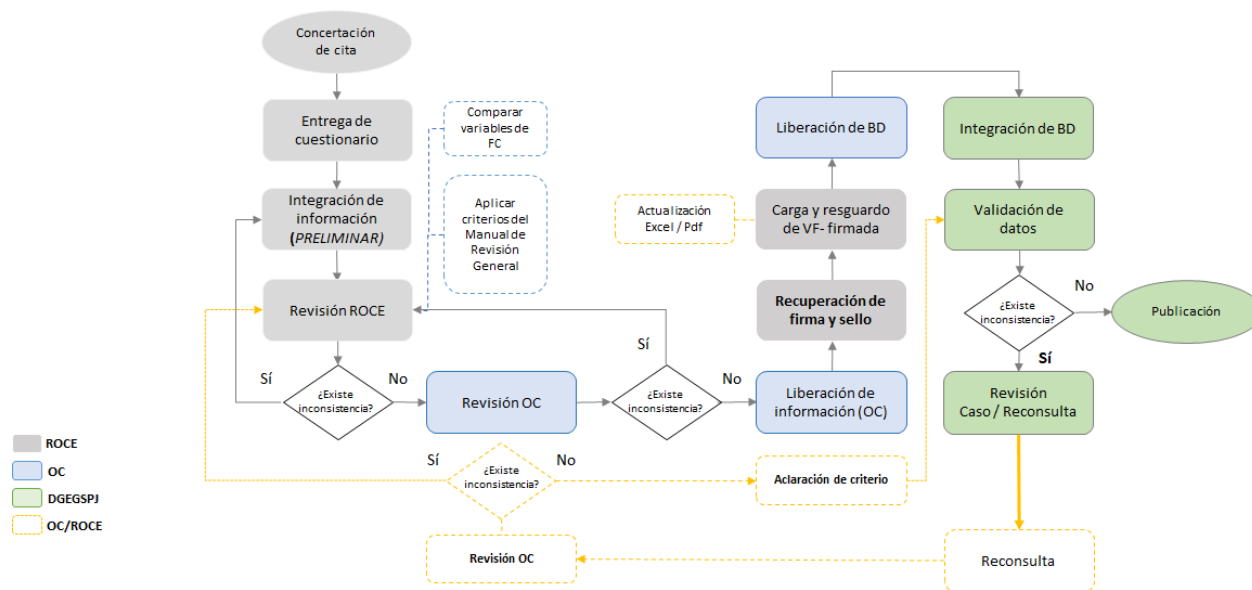 Concertación
de cita
Entrega de
cuestionario
Integración de
información
(PRELIMINAR)
Revisión ROCE
Comparar
variables de
FC
Aplicar
criterios del
Manual de
Revisión
General
Sí
¿Existe
inconsistencia?
No
Revisión OC
Sí
¿Existe
inconsistencia?
No
Liberación de
información (OC)
Recuperación de
firma y sello
Carga y resguardo
de VF- firmada
Actualización
Excel / Pdf
Liberación de BD
Integración de BD
Validación de
datos
¿Existe
inconsistencia?
No
Publicación
Sí
Revisión
Caso / Reconsulta
Reconsulta
Revisión OC
Sí
¿Existe
inconsistencia?
No
Aclaración de criterio
ROCE
OC
DGEGSPJ
OC/ROCE